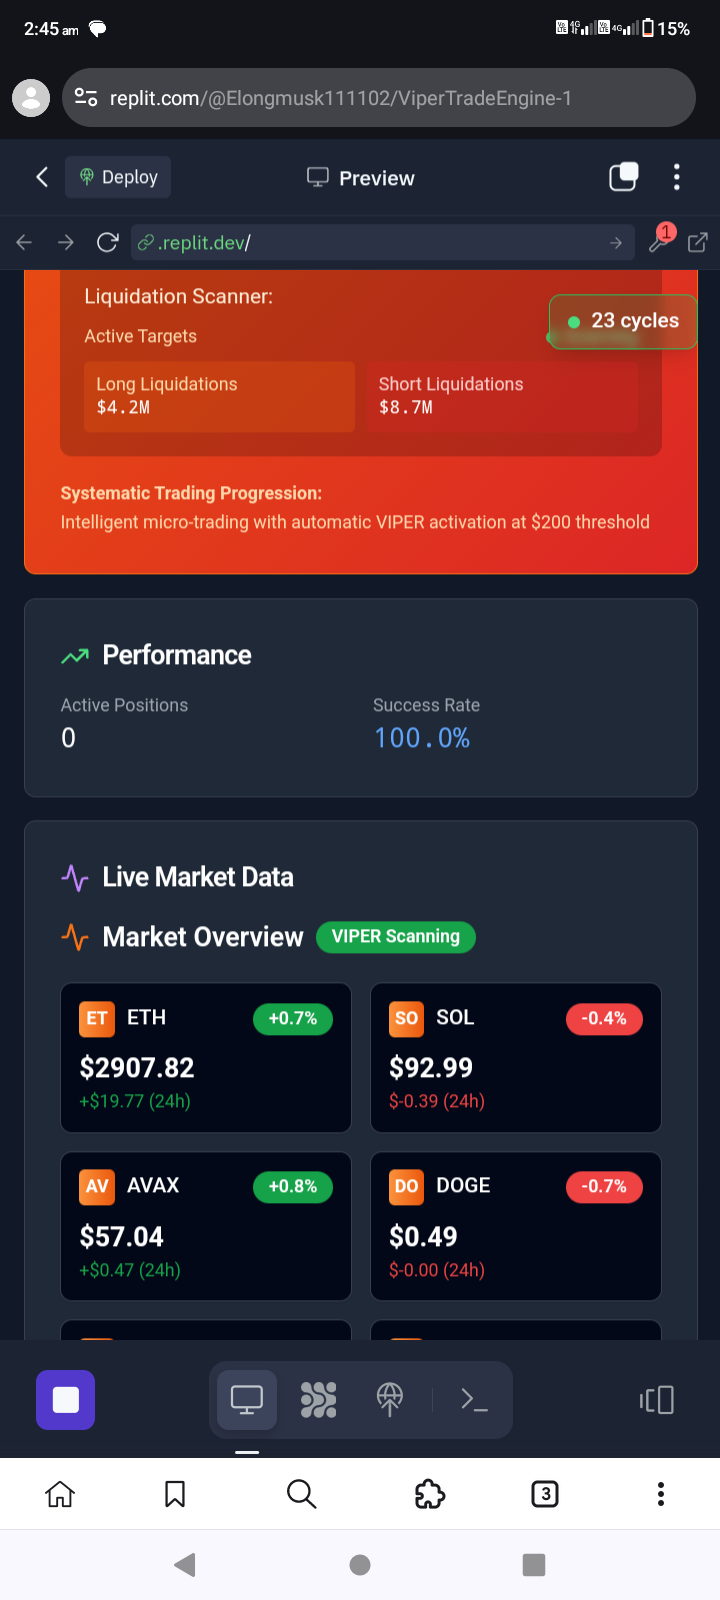 2:45 am
15%
replit.com/@Elongmusk111102/ViperTradeEngine-1
Deploy
Preview
.replit.dev/
1
Liquidation Scanner:
23 cycles
Active Targets
Long Liquidations
$4.2M
Short Liquidations
$8.7M
Systematic Trading Progression:
Intelligent micro-trading with automatic VIPER activation at $200 threshold
Performance
Active Positions
0
Success Rate
100.0%
Live Market Data
Market Overview
VIPER Scanning
ET
ETH
+0.7%
$2907.82
+$19.77 (24h)
SO
SOL
-0.4%
$92.99
$-0.39 (24h)
AV
AVAX
+0.8%
$57.04
+$0.47 (24h)
DO
DOGE
-0.7%
$0.49
$-0.00 (24h)
3